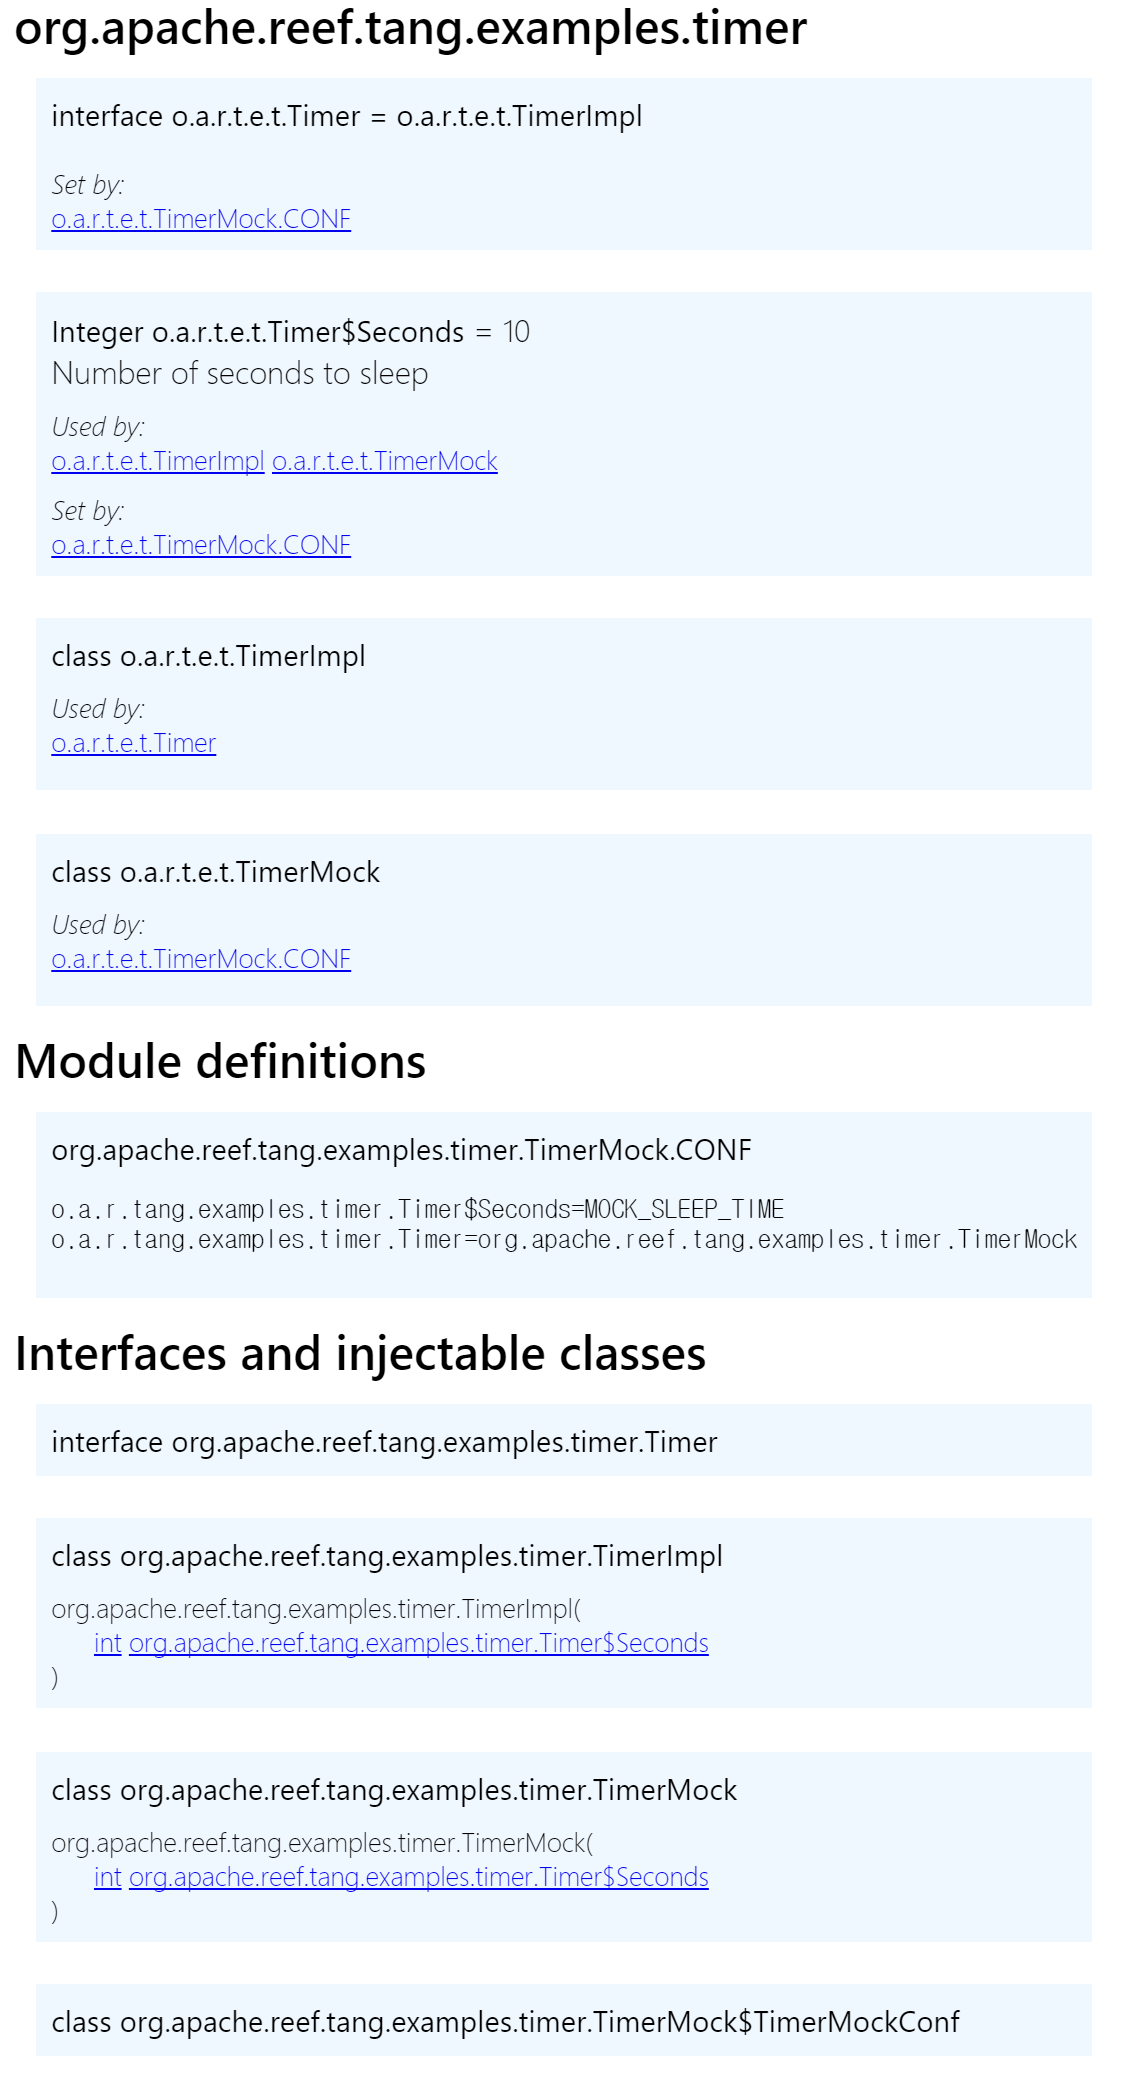 org.apache.reef.tang.examples.timer
interface o.a.r.t.e.t.Timer = o.a.r.t.e.t.TimerImpl
Set by:
o.a.r.t.e.t.TimerMock.CONF
Integer o.a.r.t.e.t.Timer$Seconds = 10
Number of seconds to sleep
Used by:
o.a.r.t.e.t.TimerImpl o.a.r.t.e.t.TimerMock
Set by:
o.a.r.t.e.t.TimerMock.CONF
class o.a.r.t.e.t.TimerImpl
Used by:
o.a.r.t.e.t.Timer
class o.a.r.t.e.t.TimerMock
Used by:
o.a.r.t.e.t.TimerMock.CONF
Module definitions
org.apache.reef.tang.examples.timer.TimerMock.CONF
o.a.r.tang.examples.timer.Timer$Seconds=MOCK_SLEEP_TIME
o.a.r.tang.examples.timer.Timer=org.apache.reef.tang.examples.timer.TimerMock
Interfaces and injectable classes
interface org.apache.reef.tang.examples.timer.Timer
class org.apache.reef.tang.examples.timer.TimerImpl
org.apache.reef.tang.examples.timer.TimerImpl(
int org.apache.reef.tang.examples.timer.Timer$Seconds
)
class org.apache.reef.tang.examples.timer.TimerMock
org.apache.reef.tang.examples.timer.TimerMock(
int org.apache.reef.tang.examples.timer.Timer$Seconds
)
class org.apache.reef.tang.examples.timer.TimerMock$TimerMockConf